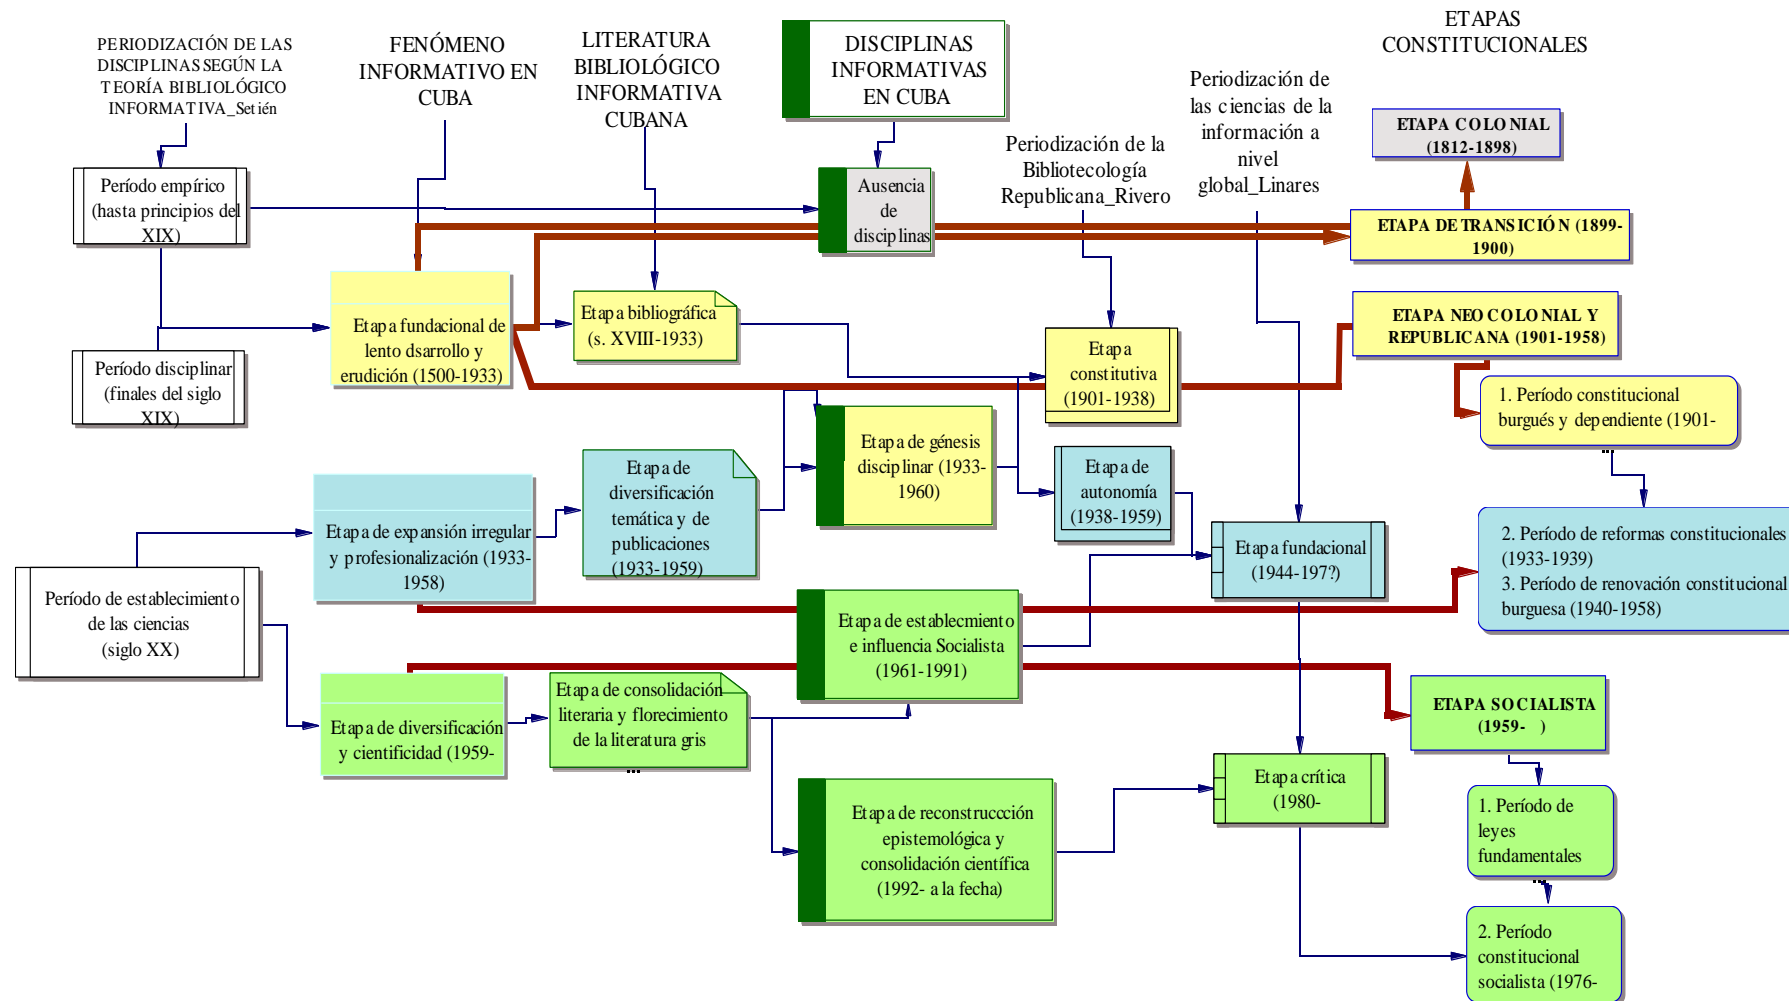 PERIODIZACIÓN DE LAS
DISCIPLINAS SEGÚN LA
TEORÍA BIBLIOLÓGICO
INFORMATIVA_Setién
FENÓMENO
INFORMATIVO EN
CUBA
LITERATURA
BIBLIOLÓGICO
INFORMATIVA
CUBANA
DISCIPLINAS
INFORMATIVAS
EN CUBA
Periodización de la
Bibliotecología
Republicana_Rivero
Periodización de
las ciencias de la
información a
nivel
global_Linares
ETAPAS
CONSTITUCIONALES
ETAPA COLONIAL
(1812-1898)
Período empírico
(hasta principios del
XIX)
Ausencia
de
disciplinas
ETAPA DE TRANSICIÓN (1899-
1900)
Período disciplinar
(finales del siglo
XIX)
Etapa fundacional de
lento dsarrollo y
erudición (1500-1933)
Etapa bibliográfica
(s. XVIII-1933)
Etapa
constitutiva
(1901-1938)
ETAPA NEOCOLONIAL Y
REPUBLICANA (1901-1958)
1. Período constitucional
burgués y dependiente (1901-
Etapa de génesis
disciplinar (1933-
1960)
Etapa de
autonomía
(1938-1959)
Etapa de
diversificación
temática y de
publicaciones
(1933-1959)
Etapa de expansión irregular
y profesionalización (1933-
1958)
Etapa fundacional
(1944-197?)
2. Período de reformas constitucionales
(1933-1939)
3. Período de renovación constitucional
burguesa (1940-1958)
Período de establecimiento
de las ciencias
(siglo XX)
Etapa de establecmiento
e influencia Socialista
(1961-1991)
Etapa de diversificación
y cientificidad (1959-
Etapa de consolidación
literaria y florecimiento
de la literatura gris
ETAPA SOCIALISTA
(1959- )
Etapa crítica
(1980-
Etapa de reconstruccción
epistemológica y
consolidación científica
(1992- a la fecha)
1. Período de
leyes
fundamentales
2. Período
constitucional
socialista (1976-